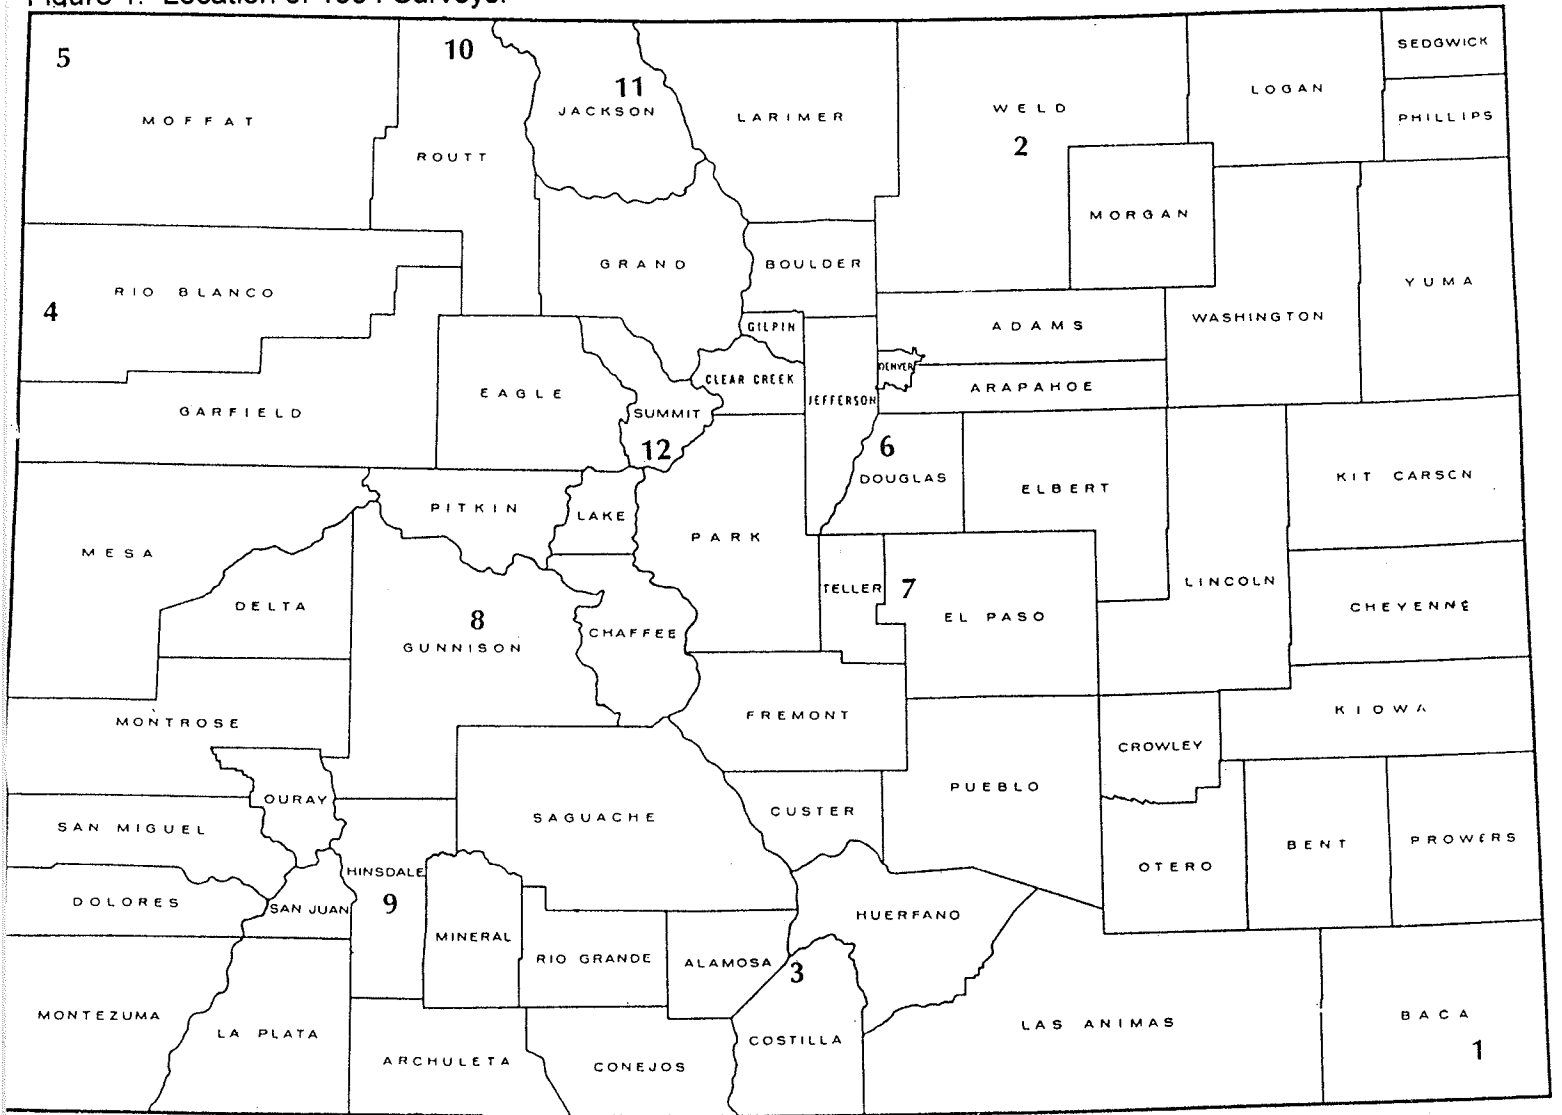 5
10
11
SEDGWICK
MOFFAT
JACKSON
LARIMER
WELD
LOGAN
PHILLIPS
2
ROUTT
MORGAN
GRAND
BOULDER
YUMA
RIO BLANCO
4
GILPIN
ADAMS
WASHINGTON
DENVER
CLEAR CREEK
ARAPAHOE
EAGLE
JEFFERSON
GARFIELD
SUMMIT
12
6
DOUGLAS
ELBERT
KIT CARSON
PITKIN
LAKE
PARK
MESA
LINCOLN
TELLER
7
DELTA
CHEYENNE
8
EL PASO
GUNNISON
CHAFFEE
MONTROSE
FREMONT
KIOWA
CROWLEY
OURAY
PUEBLO
SAN MIGUEL
SAGUACHE
CUSTER
BENT
PROWERS
OTERO
HINSDALE
DOLORES
SAN JUAN
9
HUERFANO
MINERAL
RIO GRANDE
ALAMOSA
3
MONTEZUMA
LA PLATA
COSTILLA
LAS ANIMAS
BACA
1
ARCHULETA
CONEJOS